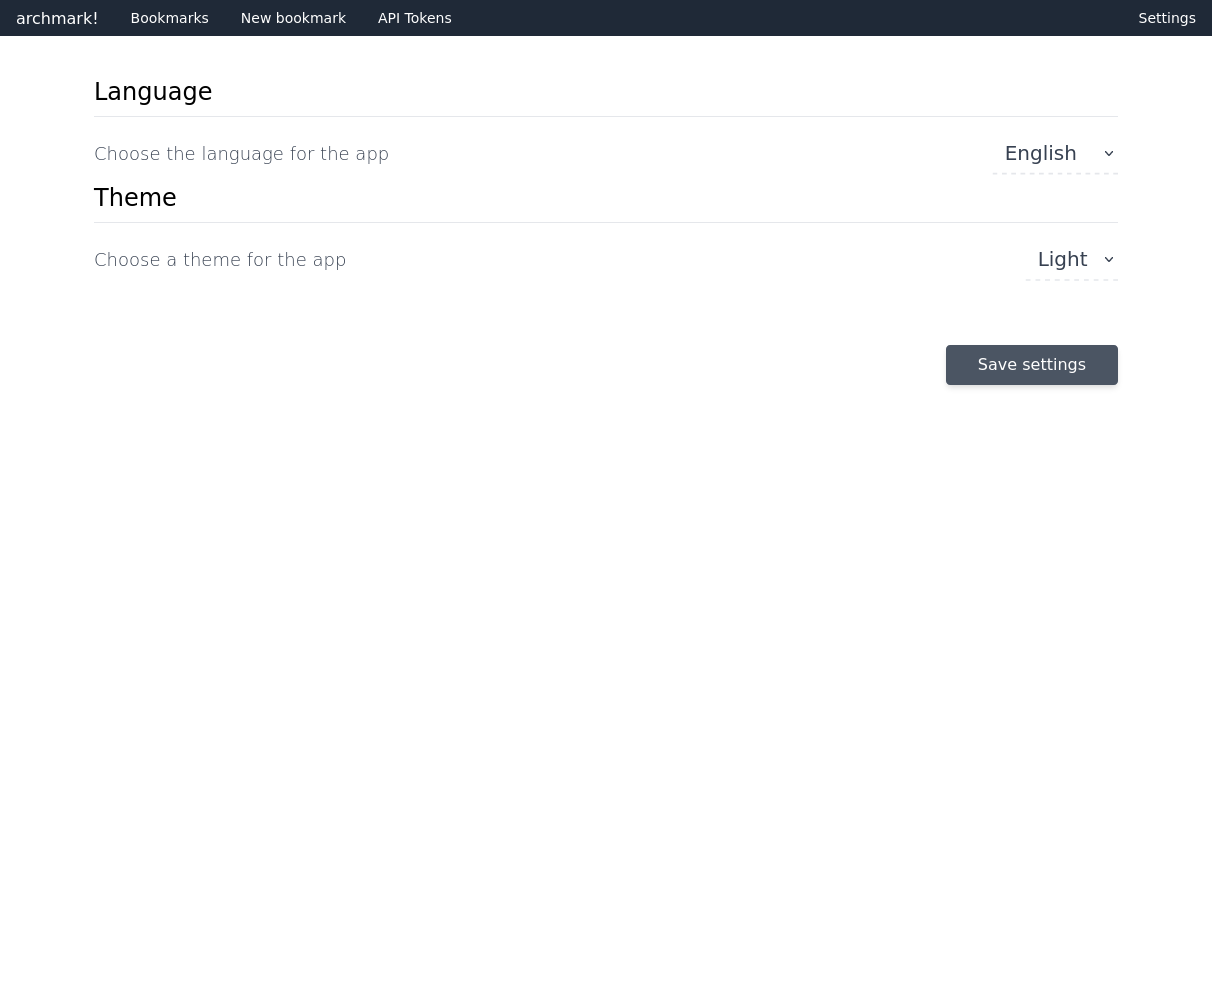 archmark! Bookmarks New bookmark API Tokens Settings
Language
Choose the language for the app English
Theme
Choose a theme for the app Light
Save settings